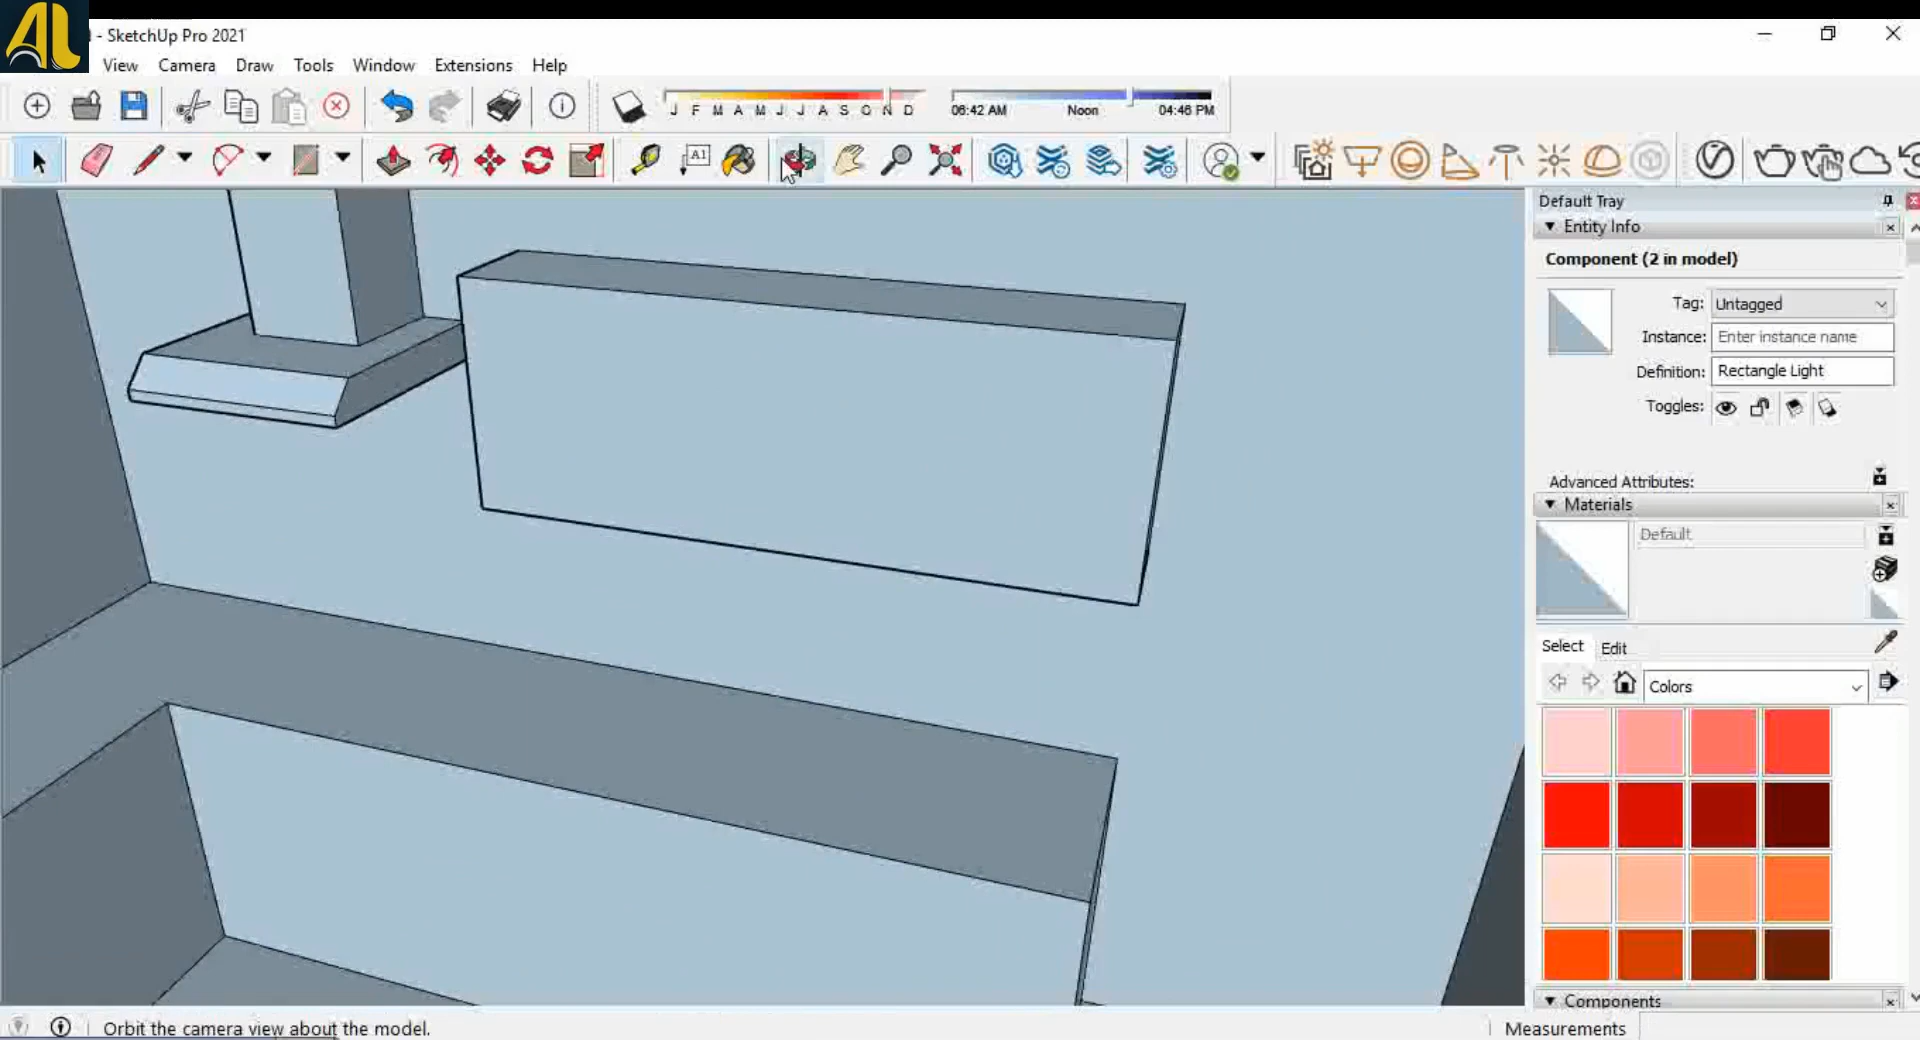 AL
- SketchUp Pro 2021
View Camera Draw Tools Window Extensions Help
J F M A M J J A S O N D
06:42 AM Noon 04:46 PM
A1
Default Tray
Entity Info
Component (2 in model)
Tag: Untagged
Instance: Enter instance name
Definition: Rectangle Light
Toggles:
Advanced Attributes:
Materials
Default
Select Edit
Colors
Components
Orbit the camera view about the model.
Measurements